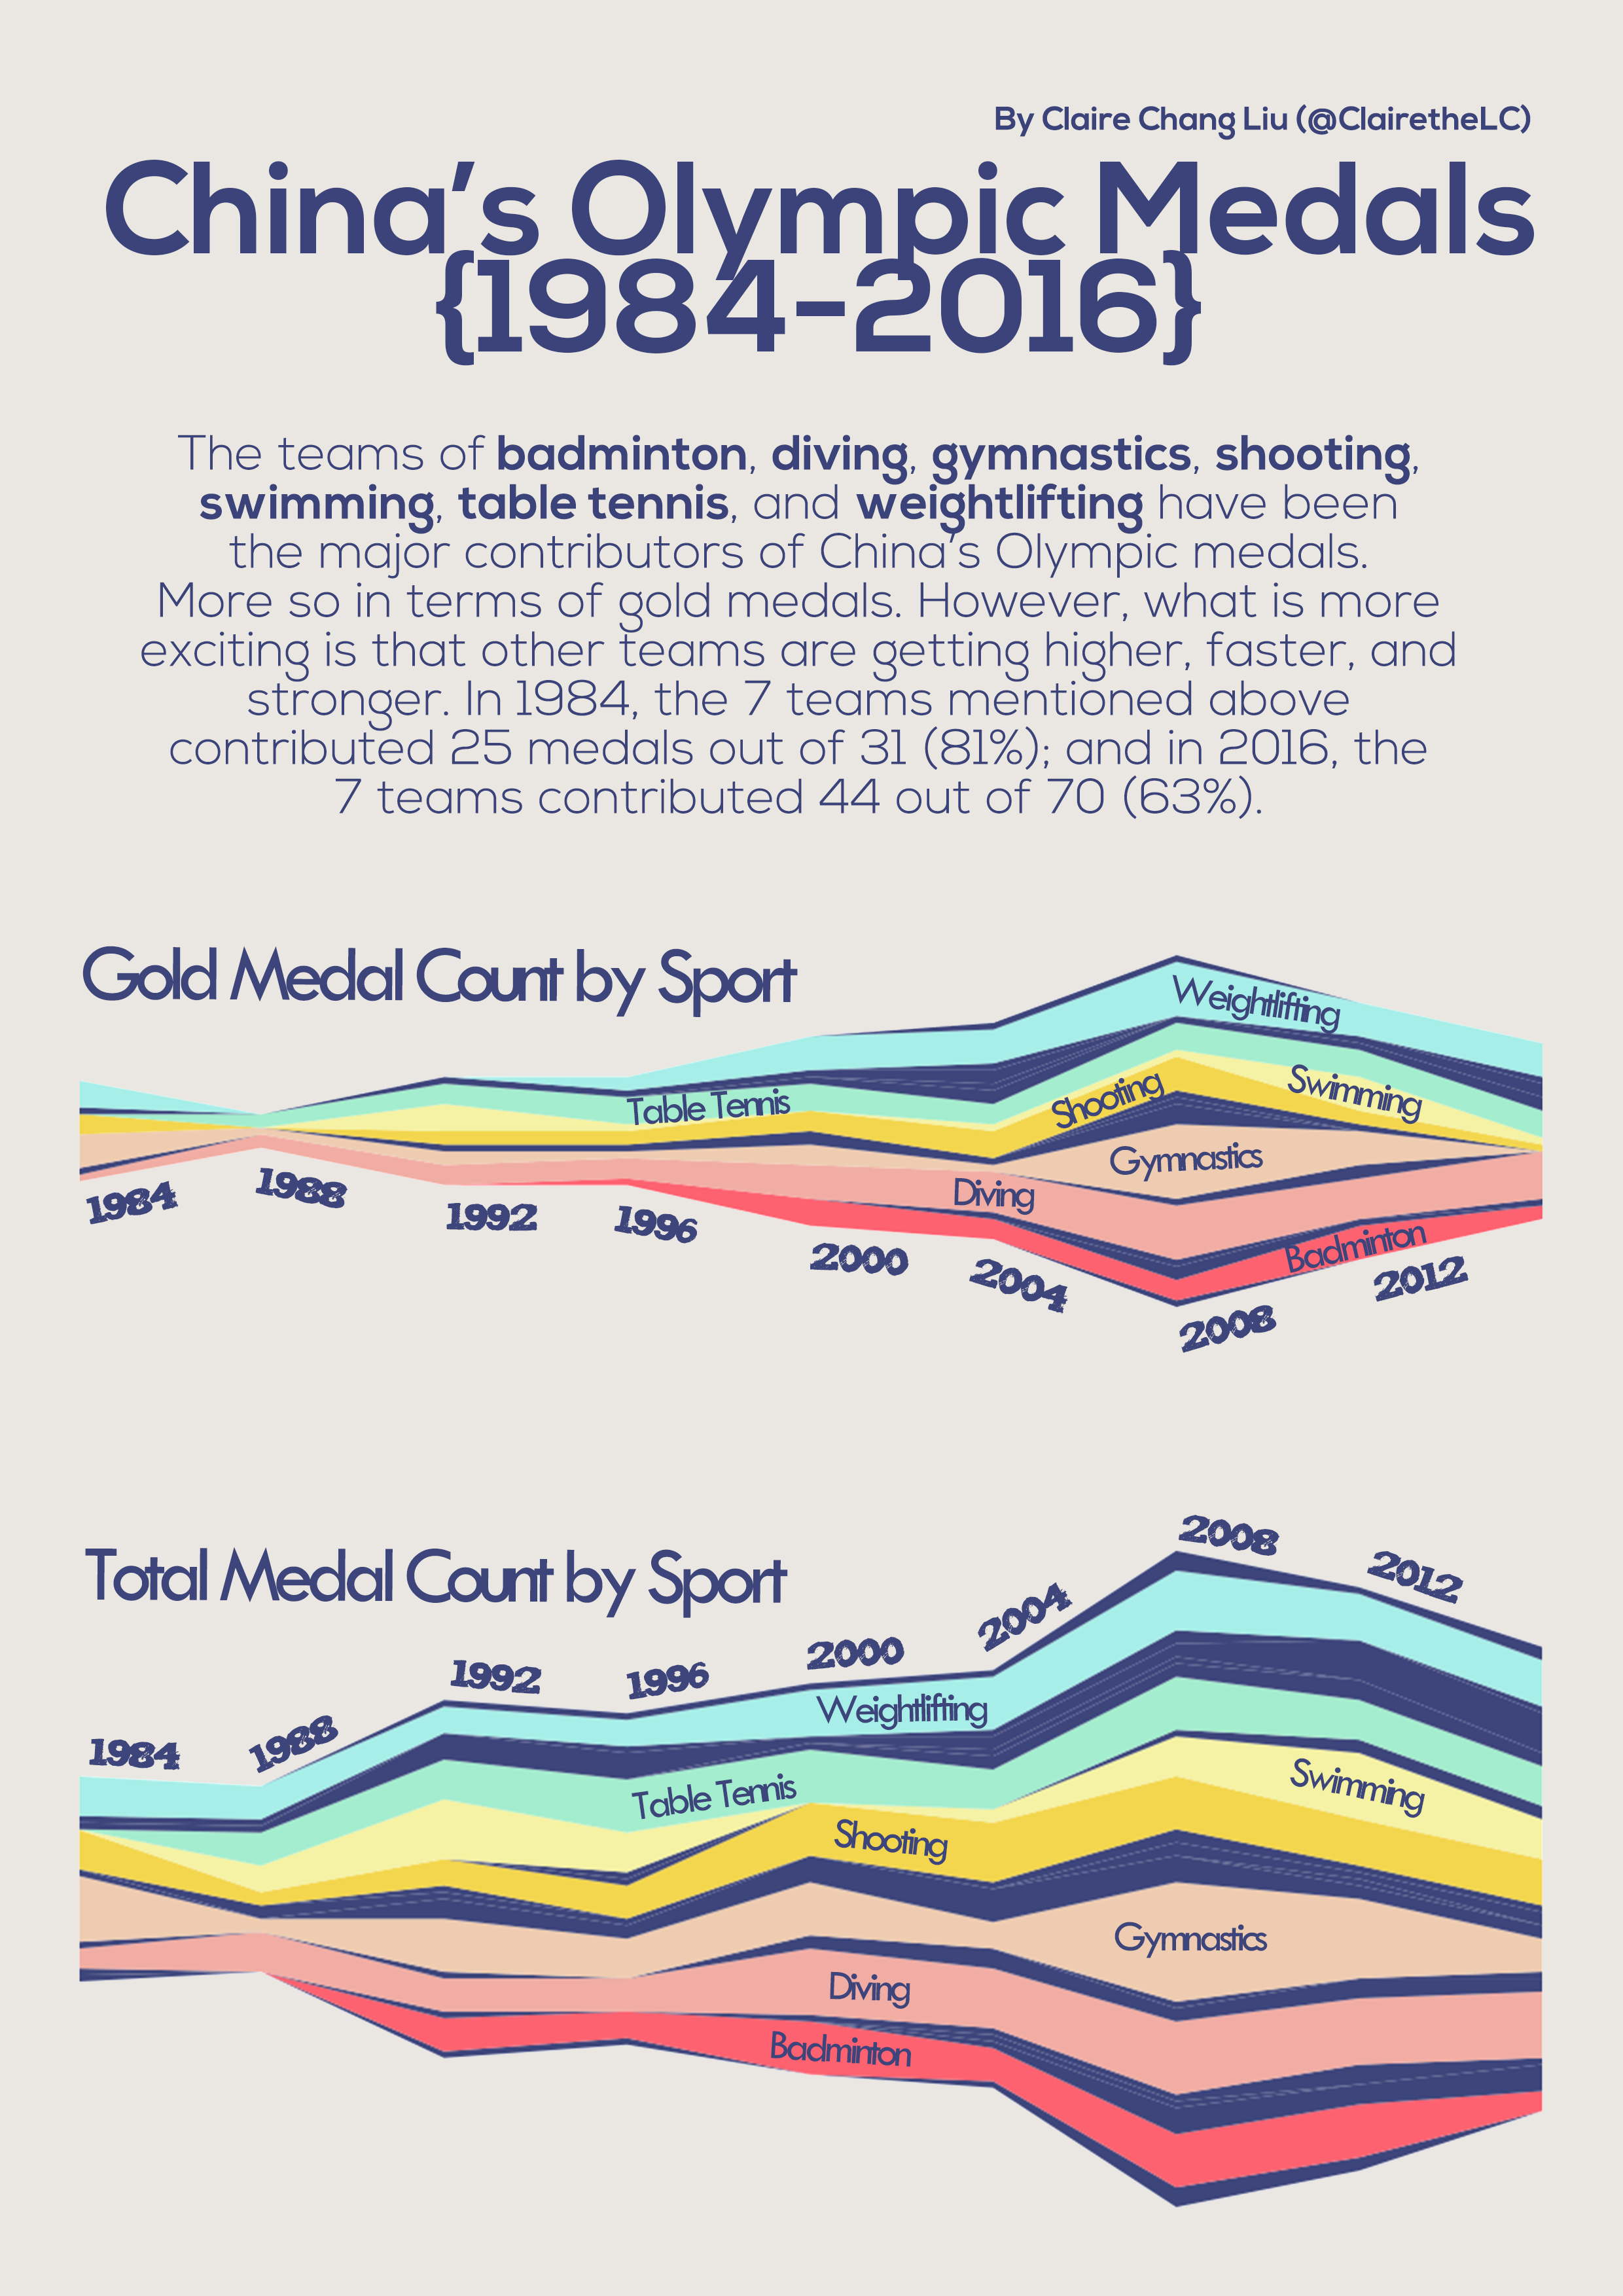 By Claire Chang Liu (@ClairetheLC)
China's Olympic Medals
{1984-2016}
The teams of badminton, diving, gymnastics, shooting,
swimming, table tennis, and weightlifting have been
the major contributors of China's Olympic medals.
More so in terms of gold medals. However, what is more
exciting is that other teams are getting higher, faster, and
stronger. In 1984, the 7 teams mentioned above
contributed 25 medals out of 31 (81%); and in 2016, the
7 teams contributed 44 out of 70 (63%).
Gold Medal Count by Sport
Weightlifting
Table Tennis
Shooting
Swimming
Gymnastics
Diving
Badminton
1984
1988
1992
1996
2000
2004
2008
2012
Total Medal Count by Sport
1984
1988
1992
1996
2000
2004
2008
2012
Weightlifting
Table Tennis
Swimming
Shooting
Gymnastics
Diving
Badminton